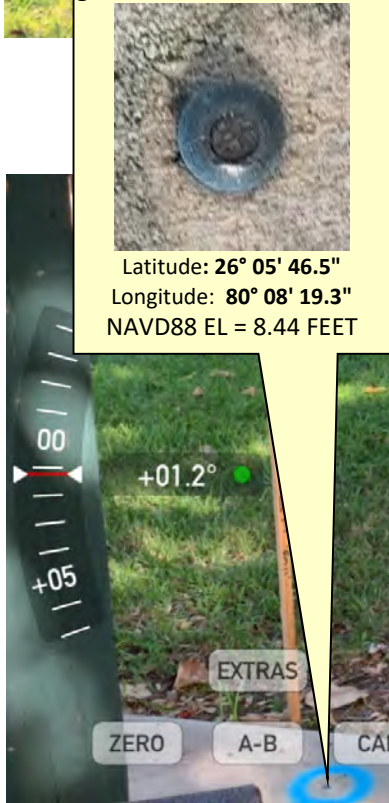 Latitude: 26° 05' 46.5"
Longitude: 80° 08' 19.3"
NAVD88 EL = 8.44 FEET
00
+01.2°
+05
EXTRAS
ZERO
A-B